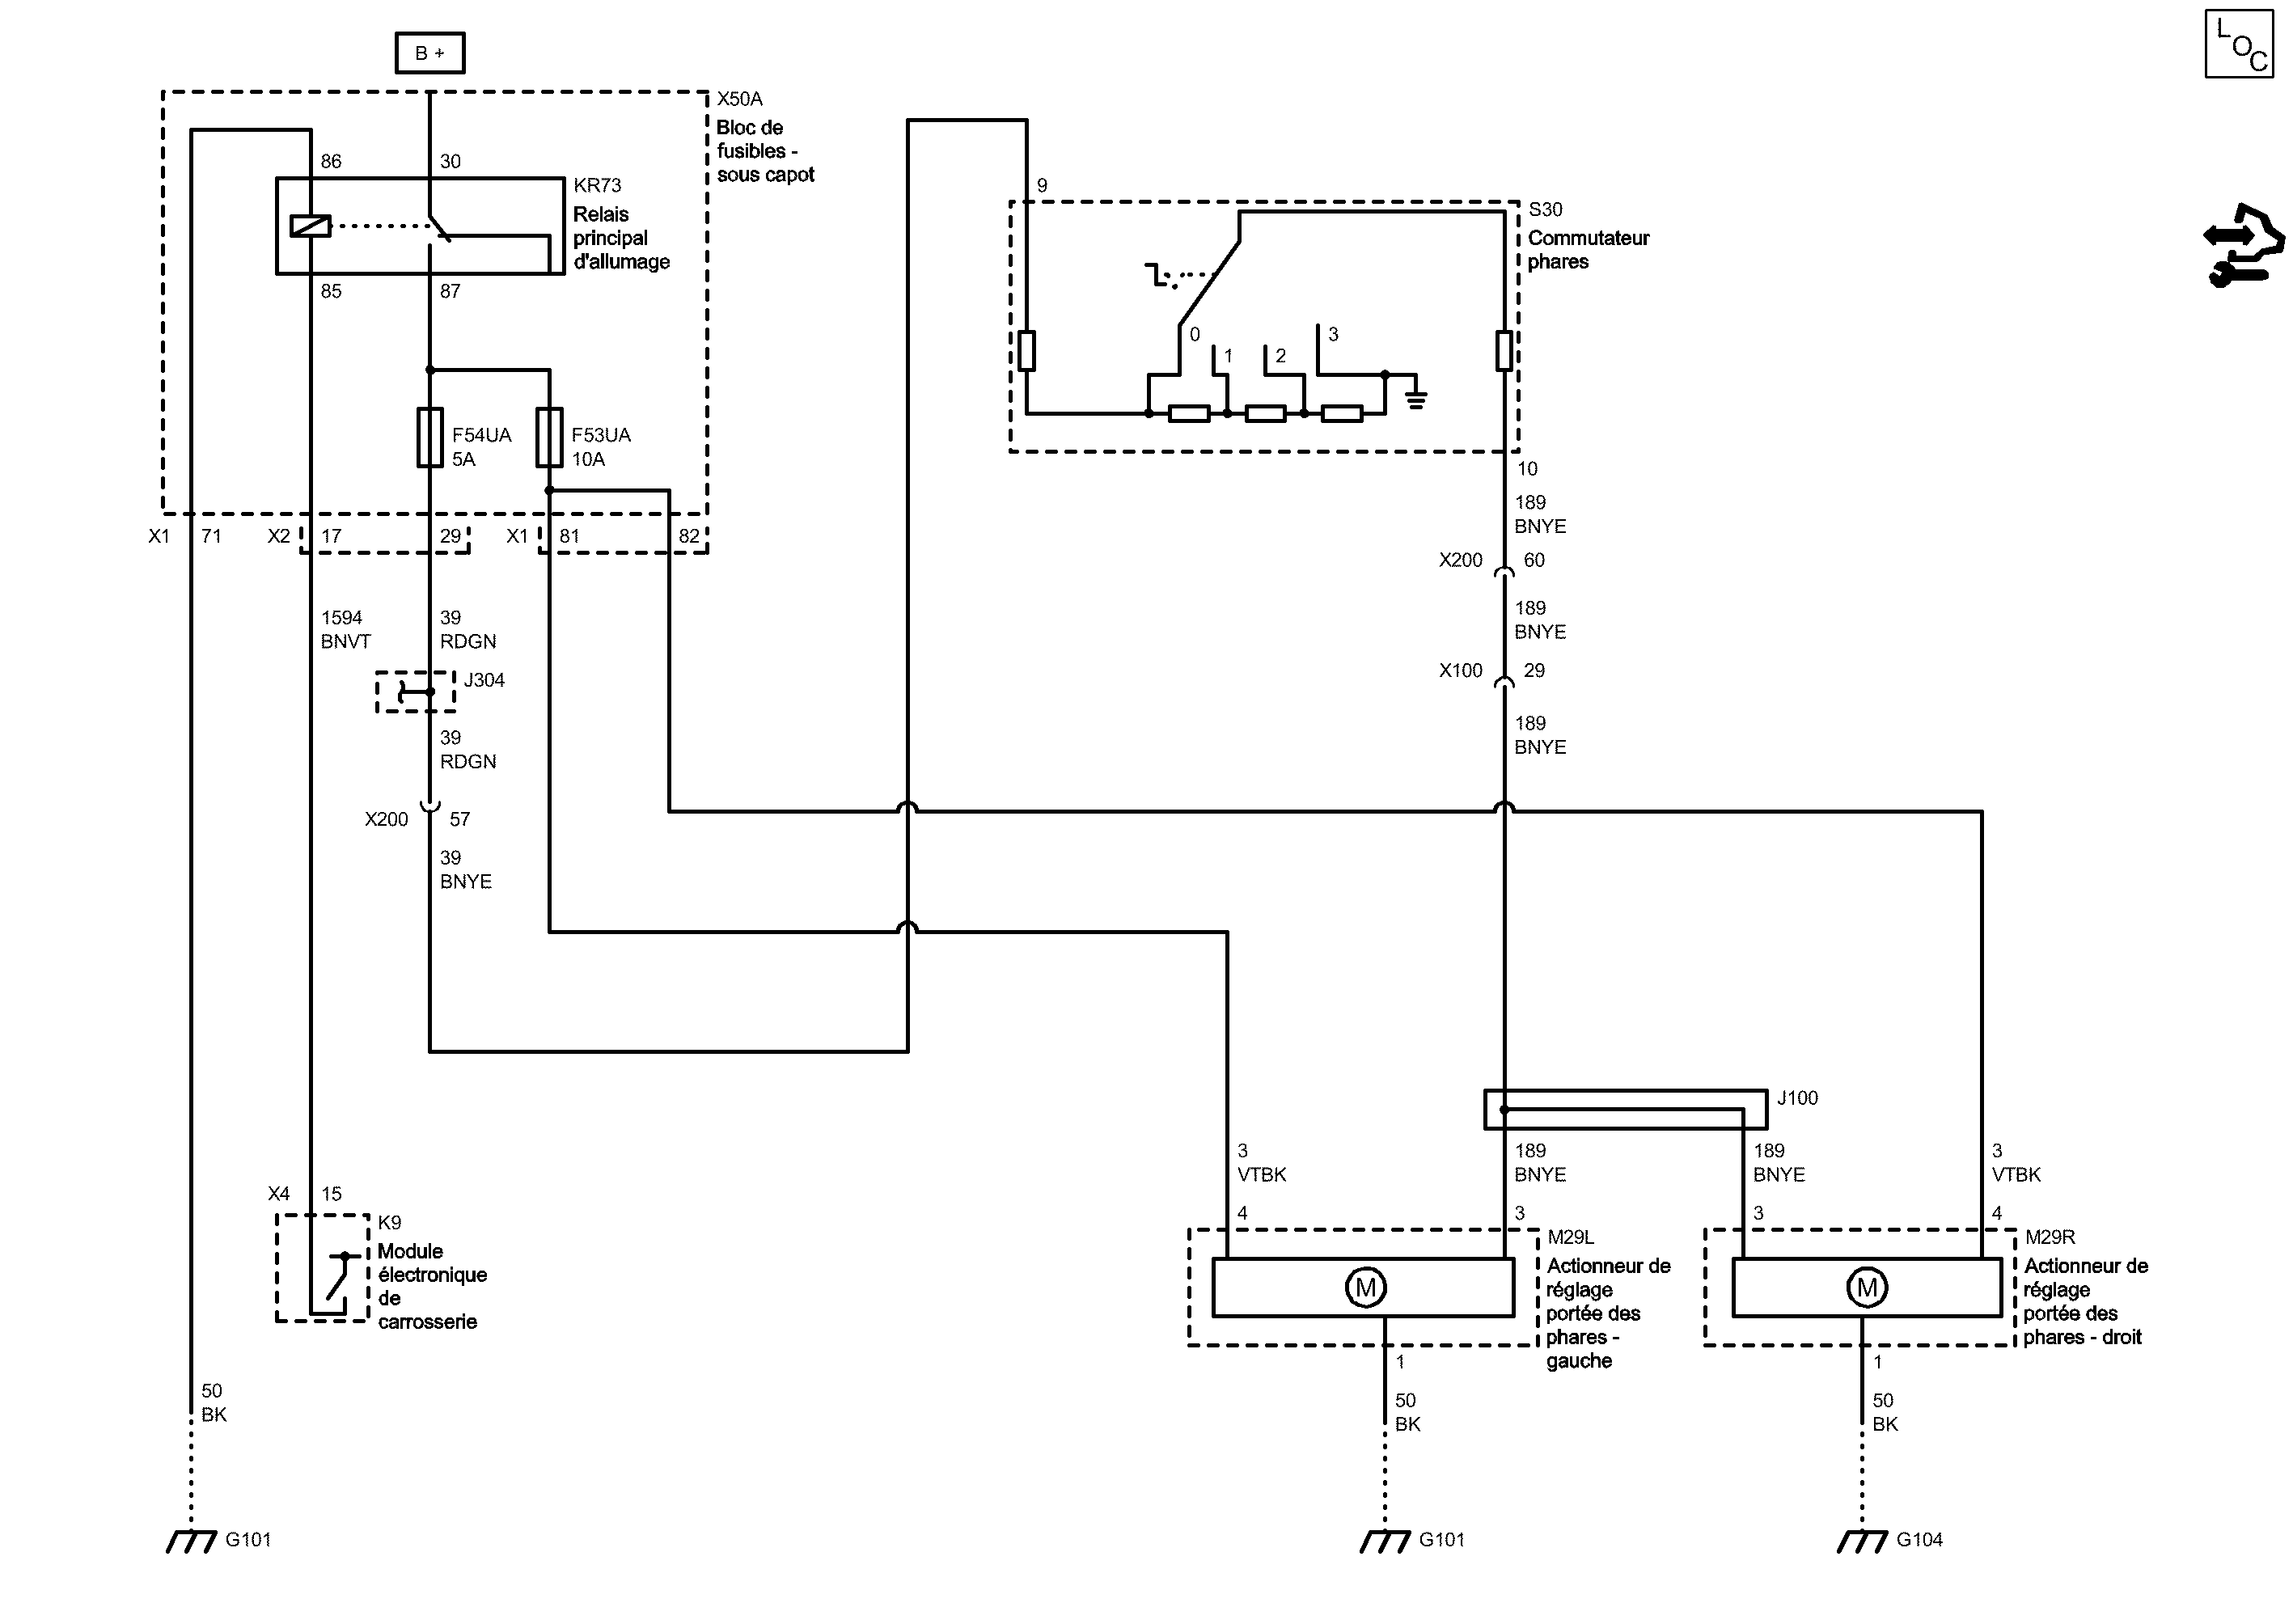 B +
LOC
X50A
Bloc de
fusibles -
sous capot
86
30
KR73
Relais
principal
d'allumage
85
87
F54UA
5A
F53UA
10A
X1
71
X2
17
29
X1
81
82
9
S30
Commutateur
phares
0
1
2
3
10
189
BNYE
X200
60
189
BNYE
X100
29
189
BNYE
1594
BNVT
39
RDGN
J304
39
RDGN
X200
57
39
BNYE
J100
3
VTBK
189
BNYE
189
BNYE
3
VTBK
4
3
3
4
X4
15
K9
Module
électronique
de
carrosserie
M
M29L
Actionneur de
réglage
portée des
phares -
gauche
M
M29R
Actionneur de
réglage
portée des
phares - droit
1
1
50
BK
50
BK
50
BK
G101
G101
G104